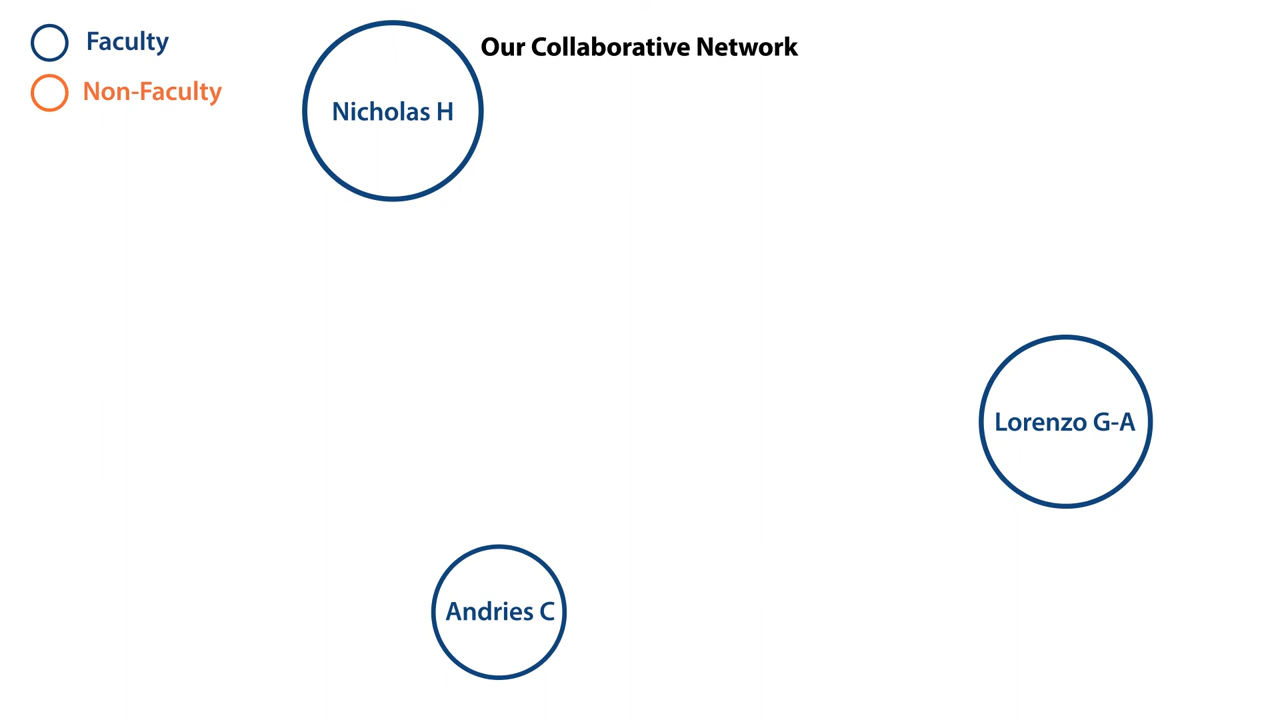 Faculty
Non-Faculty
Our Collaborative Network
Nicholas H
Lorenzo G-A
Andries C